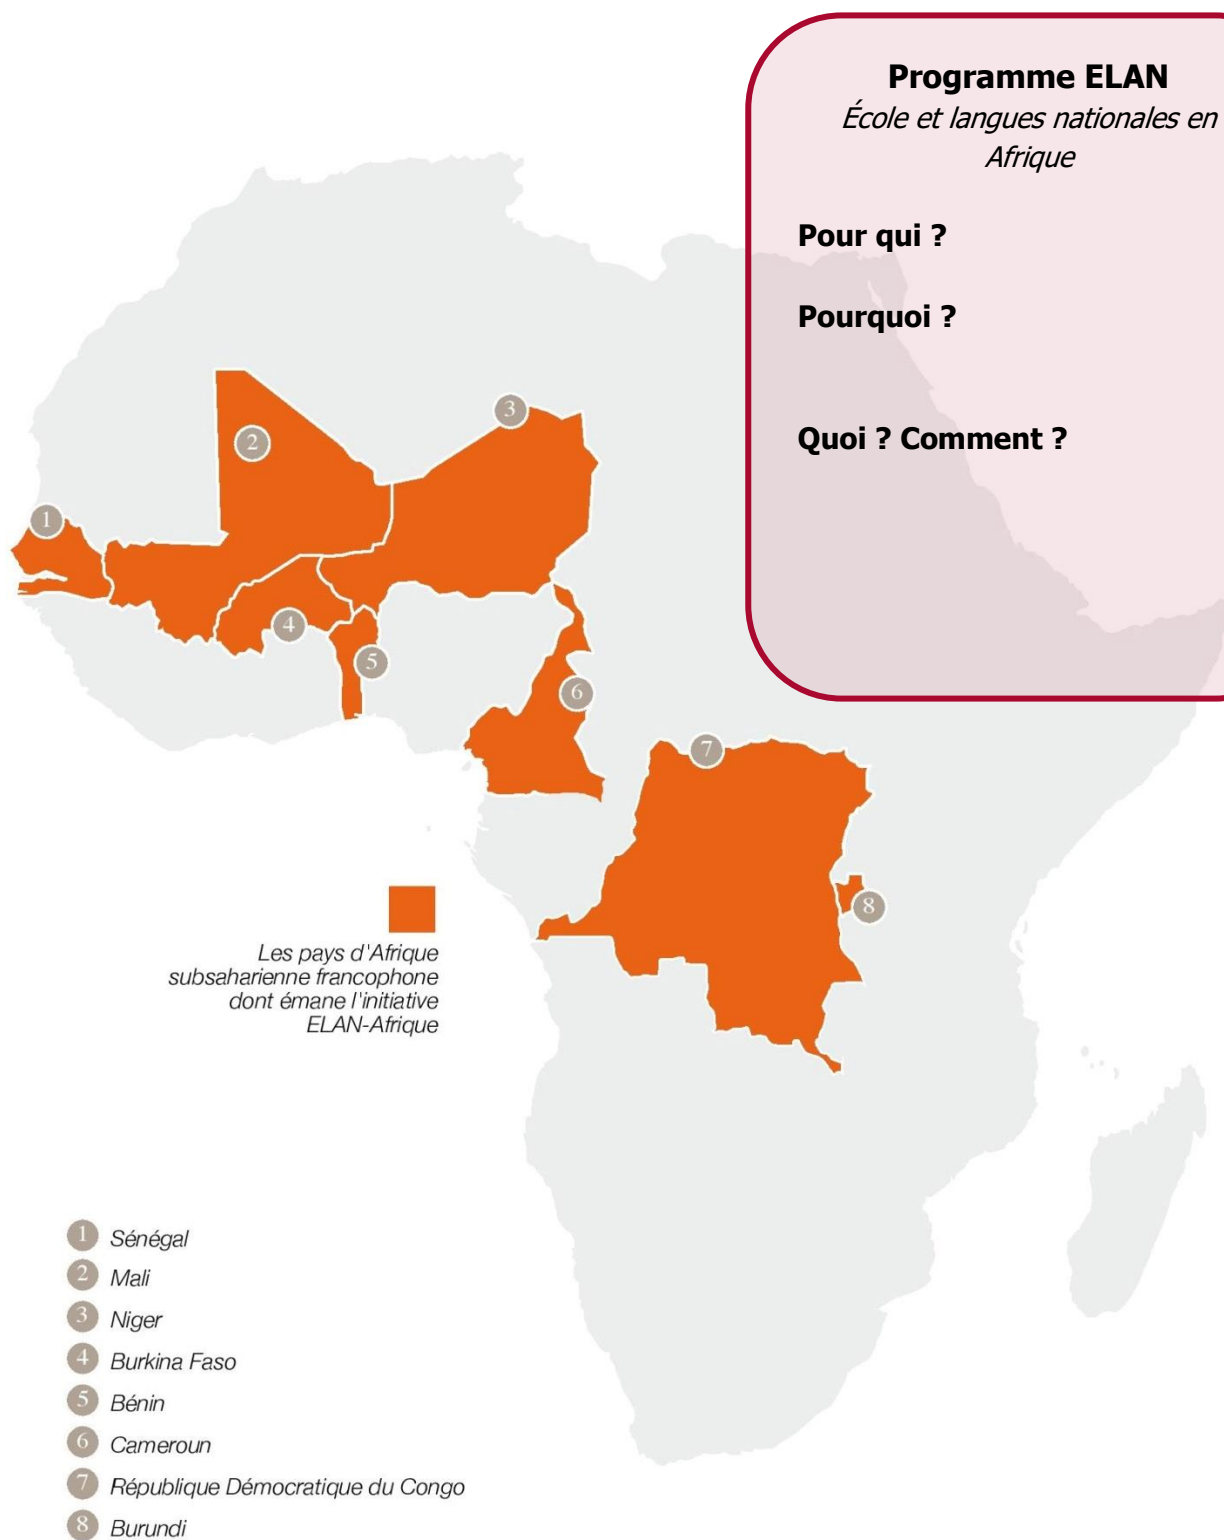 Programme ELAN
École et langues nationales en
Afrique
Pour qui ?
Pourquoi ?
Quoi ? Comment ?
1
2
3
4
5
6
7
8
Les pays d'Afrique
subsaharienne francophone
dont émane l'initiative
ELAN-Afrique
1 Sénégal
2 Mali
3 Niger
4 Burkina Faso
5 Bénin
6 Cameroun
7 République Démocratique du Congo
8 Burundi